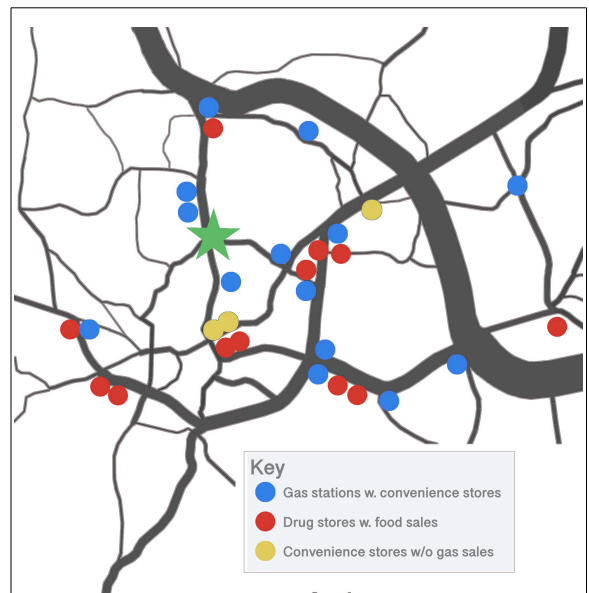 Key
Gas stations w. convenience stores
Drug stores w. food sales
Convenience stores w/o gas sales